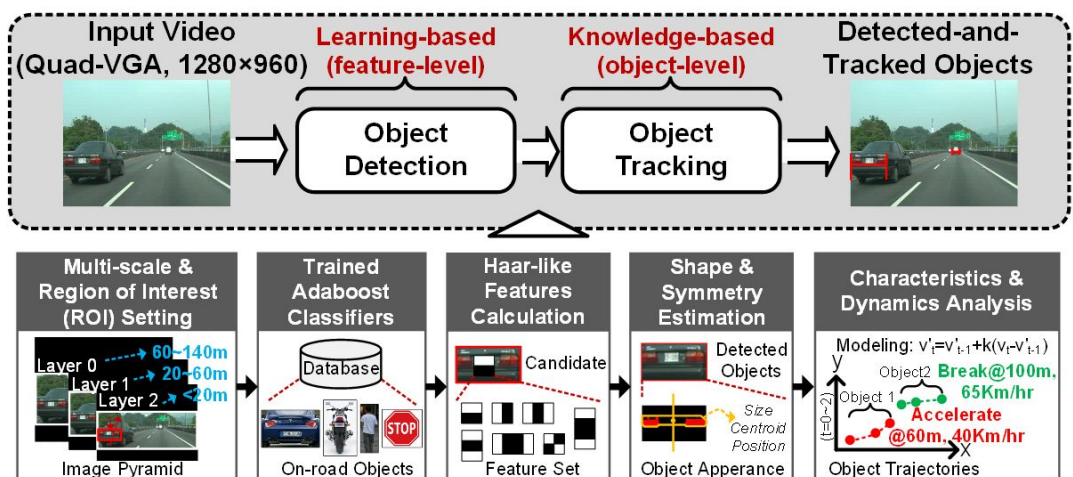 Input Video
(Quad-VGA, 1280×960)
Learning-based
(feature-level)
Knowledge-based
(object-level)
Detected-and-
Tracked Objects
Object
Detection
Object
Tracking
Multi-scale &
Region of Interest
(ROI) Setting
Layer 0
60~140m
Layer 1
20~60m
Layer 2
<20m
Image Pyramid
Trained
Adaboost
Classifiers
Database
STOP
On-road Objects
Haar-like
Features
Calculation
Candidate
Feature Set
Shape &
Symmetry
Estimation
Detected
Objects
Size
Centroid
Position
Object Apperance
Characteristics &
Dynamics Analysis
Modeling: v't=v't-1+k(vt-v't-1)
y
(t=0~2)
Object2
Break@100m,
65Km/hr
Object 1
Accelerate
@60m, 40Km/hr
x
Object Trajectories